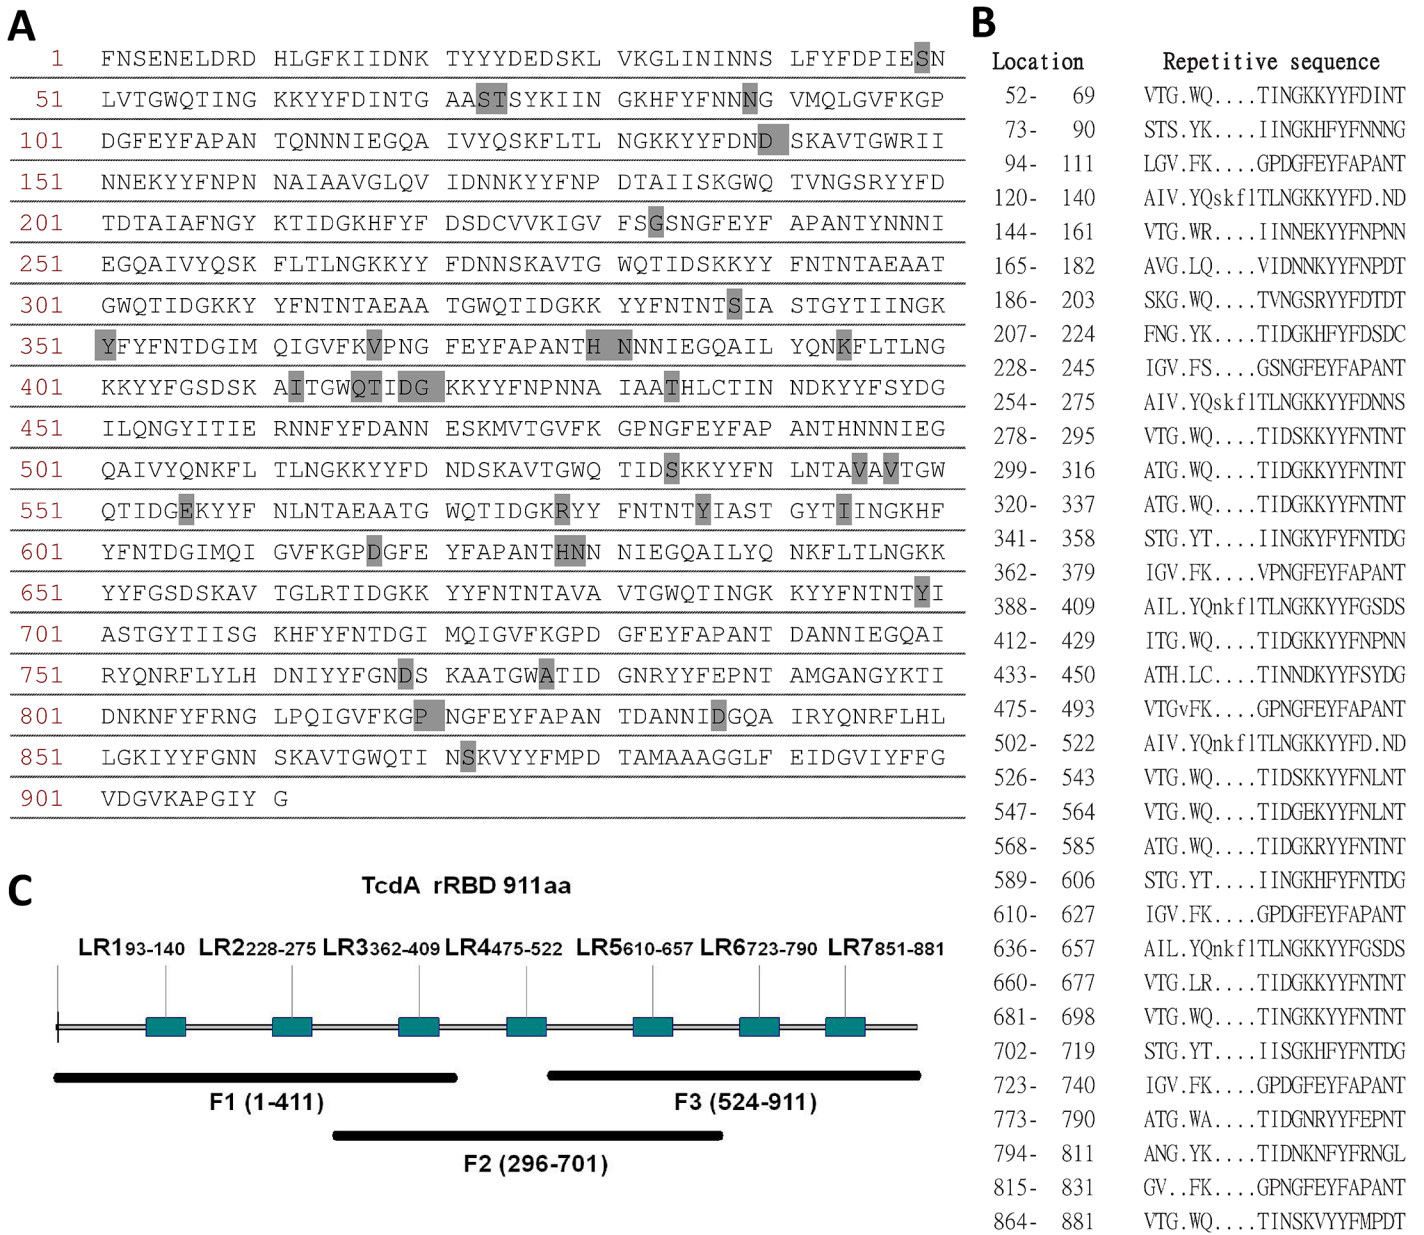 A
1 FNSENELDRD HLGFKIIDNK TYYYDEDSKL VKGLININNS LFYFDPIESN
51 LVTGWQTING KKYYFDINTG AASTSYKIIN GKHFYFNNNG VMQLGVFKGP
101 DGFEYFAPAN TQNNNIEGQA IVYQSKFLTL NGKKYYFDND SKAVTGWRII
151 NNEKYYFNPN NAIAAVGLQV IDNNKYYFNP DTAIISKGWQ TVNGSRYYFD
201 TDTAIAFNGY KTIDGKHFYF DSDCVVKIGV FSGSNGFEYF APANTYNNNI
251 EGQAIVYQSK FLTLNGKKYY FDNNSKAVTG WQTIDSKKYY FNTNTAEAAT
301 GWQTIDGKKY YFNTNTAEAA TGWQTIDGKK YYFNTNTSIA STGYTIINGK
351 YFYFNTDGIM QIGVFKVPNG FEYFAPANTH NNNIEGQAIL YQNKFLTLNG
401 KKYYFGSDSK AITGWQTIDG KKYYFNPNNA IAATHLCTIN NDKYYFSYDG
451 ILQNGYITIE RNNFYFDANN ESKMVTGVFK GPNGFEYFAP ANTHNNNIEG
501 QAIVYQNKFL TLNGKKYYFD NDSKAVTGWQ TIDSKKYYFN LNTAVAVTGW
551 QTIDGEKYYF NLNTAEAATG WQTIDGKRYY FNTNTYIAST GYTIINGKHF
601 YFNTDGIMQI GVFKGPDGFE YFAPANTHNN NIEGQAILYQ NKFLTLNGKK
651 YYFGSDSKAV TGLRTIDGKK YYFNTNTAVA VTGWQTINGK KYYFNTNTYI
701 ASTGYTIISG KHFYFNTDGI MQIGVFKGPD GFEYFAPANT DANNIEGQAI
751 RYQNRFLYLH DNIYYFGNDS KAATGWATID GNRYYFEPNT AMGANGYKTI
801 DNKNFYFRNG LPQIGVFKGP NGFEYFAPAN TDANNIDGQA IRYQNRFLHL
851 LGKIYYFGNN SKAVTGWQTI NSKVYYFMPD TAMAAAGGLF EIDGVIYFFG
901 VDGVKAPGIY G
B
Location Repetitive sequence
52- 69 VTG.WQ....TINGKKYYFDINT
73- 90 STS.YK....IINGKHFYFNNNG
94- 111 LGV.FK....GPDGFEYFAPANT
120- 140 AIV.YQskflTLNGKKYYFD.ND
144- 161 VTG.WR....IINNEKYYFNPNN
165- 182 AVG.LQ....VIDNNKYYFNPDT
186- 203 SKG.WQ....TVNGSRYYFDTDT
207- 224 FNG.YK....TIDGKHFYFDSDC
228- 245 IGV.FS....GSNGFEYFAPANT
254- 275 AIV.YQskflTLNGKKYYFDNNS
278- 295 VTG.WQ....TIDSKKYYFNTNT
299- 316 ATG.WQ....TIDGKKYYFNTNT
320- 337 ATG.WQ....TIDGKKYYFNTNT
341- 358 STG.YT....IINGKYFYFNTDG
362- 379 IGV.FK....VPNGFEYFAPANT
388- 409 AIL.YQnkflTLNGKKYYFGSDS
412- 429 ITG.WQ....TIDGKKYYFNPNN
433- 450 ATH.LC....TINNDKYYFSYDG
475- 493 VTGvFK....GPNGFEYFAPANT
502- 522 AIV.YQnkflTLNGKKYYFD.ND
526- 543 VTG.WQ....TIDSKKYYFNLNT
547- 564 VTG.WQ....TIDGEKYYFNLNT
568- 585 ATG.WQ....TIDGKRYYFNTNT
589- 606 STG.YT....IINGKHFYFNTDG
610- 627 IGV.FK....GPDGFEYFAPANT
636- 657 AIL.YQnkflTLNGKKYYFGSDS
660- 677 VTG.LR....TIDGKKYYFNTNT
681- 698 VTG.WQ....TINGKKYYFNTNT
702- 719 STG.YT....IISGKHFYFNTDG
723- 740 IGV.FK....GPDGFEYFAPANT
773- 790 ATG.WA....TIDGNRYYFEPNT
794- 811 ANG.YK....TIDNKNFYFRNGL
815- 831 GV..FK....GPNGFEYFAPANT
864- 881 VTG.WQ....TINSKVYYFMPDT
C
TcdA rRBD 911aa
LR193-140 LR2228-275 LR3362-409 LR4475-522 LR5610-657 LR6723-790 LR7851-881
F1 (1-411) F3 (524-911)
F2 (296-701)